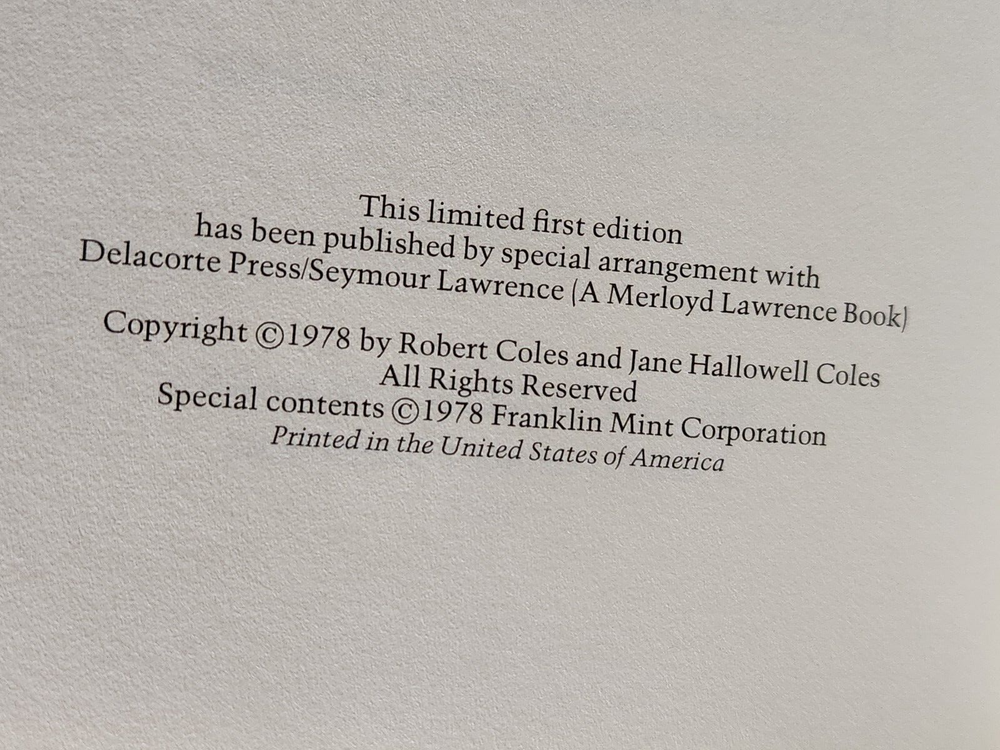 This limited first edition
has been published by special arrangement with
Delacorte Press/Seymour Lawrence (A Merloyd Lawrence Book)
Copyright ©1978 by Robert Coles and Jane Hallowell Coles
All Rights Reserved
Special contents ©1978 Franklin Mint Corporation
Printed in the United States of America